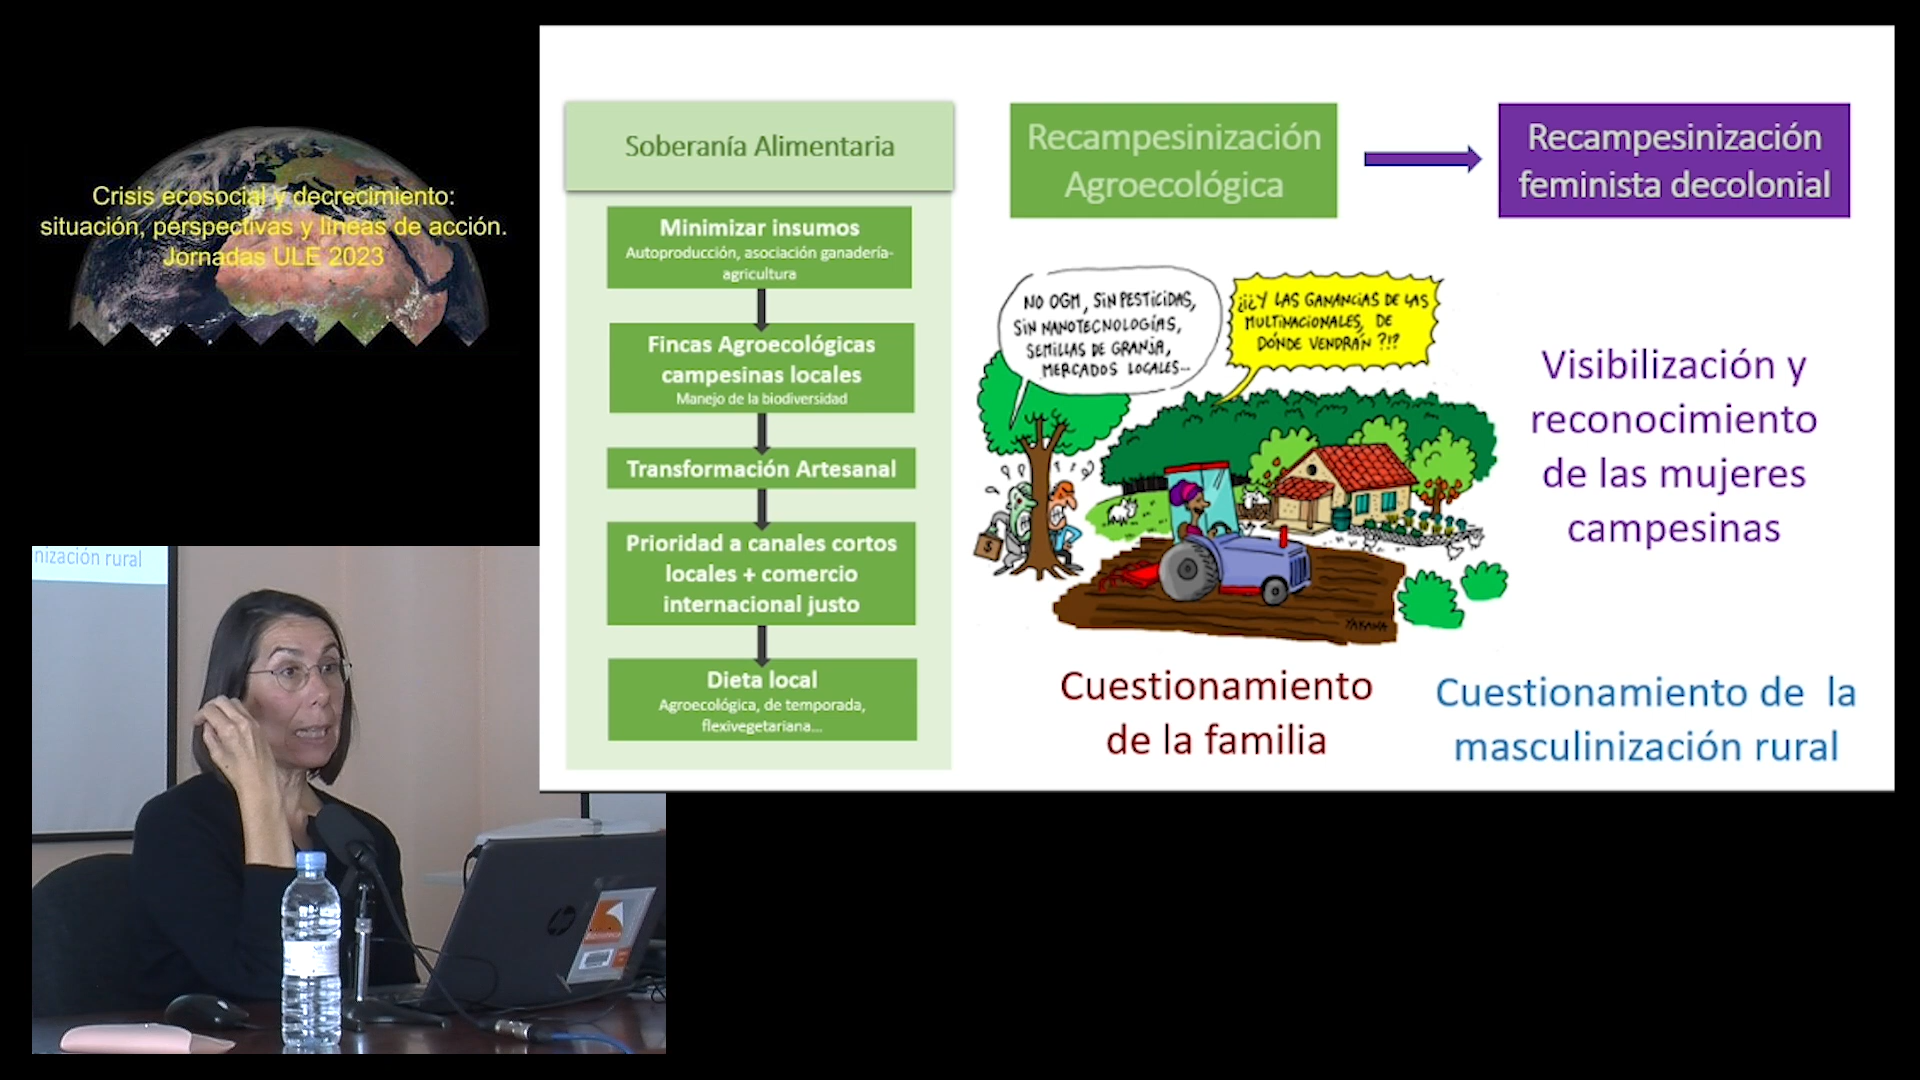 Crisis ecosocial y decrecimiento:
situación, perspectivas y líneas de acción.
Jornadas ULE 2023
Soberanía Alimentaria
Minimizar insumos
Autoproducción, asociación ganadería-
agricultura
Fincas Agroecológicas
campesinas locales
Manejo de la biodiversidad
Transformación Artesanal
Prioridad a canales cortos
locales + comercio
internacional justo
Dieta local
Agroecológica, de temporada,
flexivegetariana...
Recampesinización
Agroecológica
Recampesinización
feminista decolonial
NO OGM, SIN PESTICIDAS,
SIN NANOTECNOLOGÍAS,
SEMILLAS DE GRANJA,
MERCADOS LOCALES...
¿¡¿Y LAS GANANCIAS DE LAS
MULTINACIONALES, DE
DÓNDE VENDRÁN ?!?
$
Visibilización y
reconocimiento
de las mujeres
campesinas
Cuestionamiento
de la familia
Cuestionamiento de la
masculinización rural
nización rural
hp